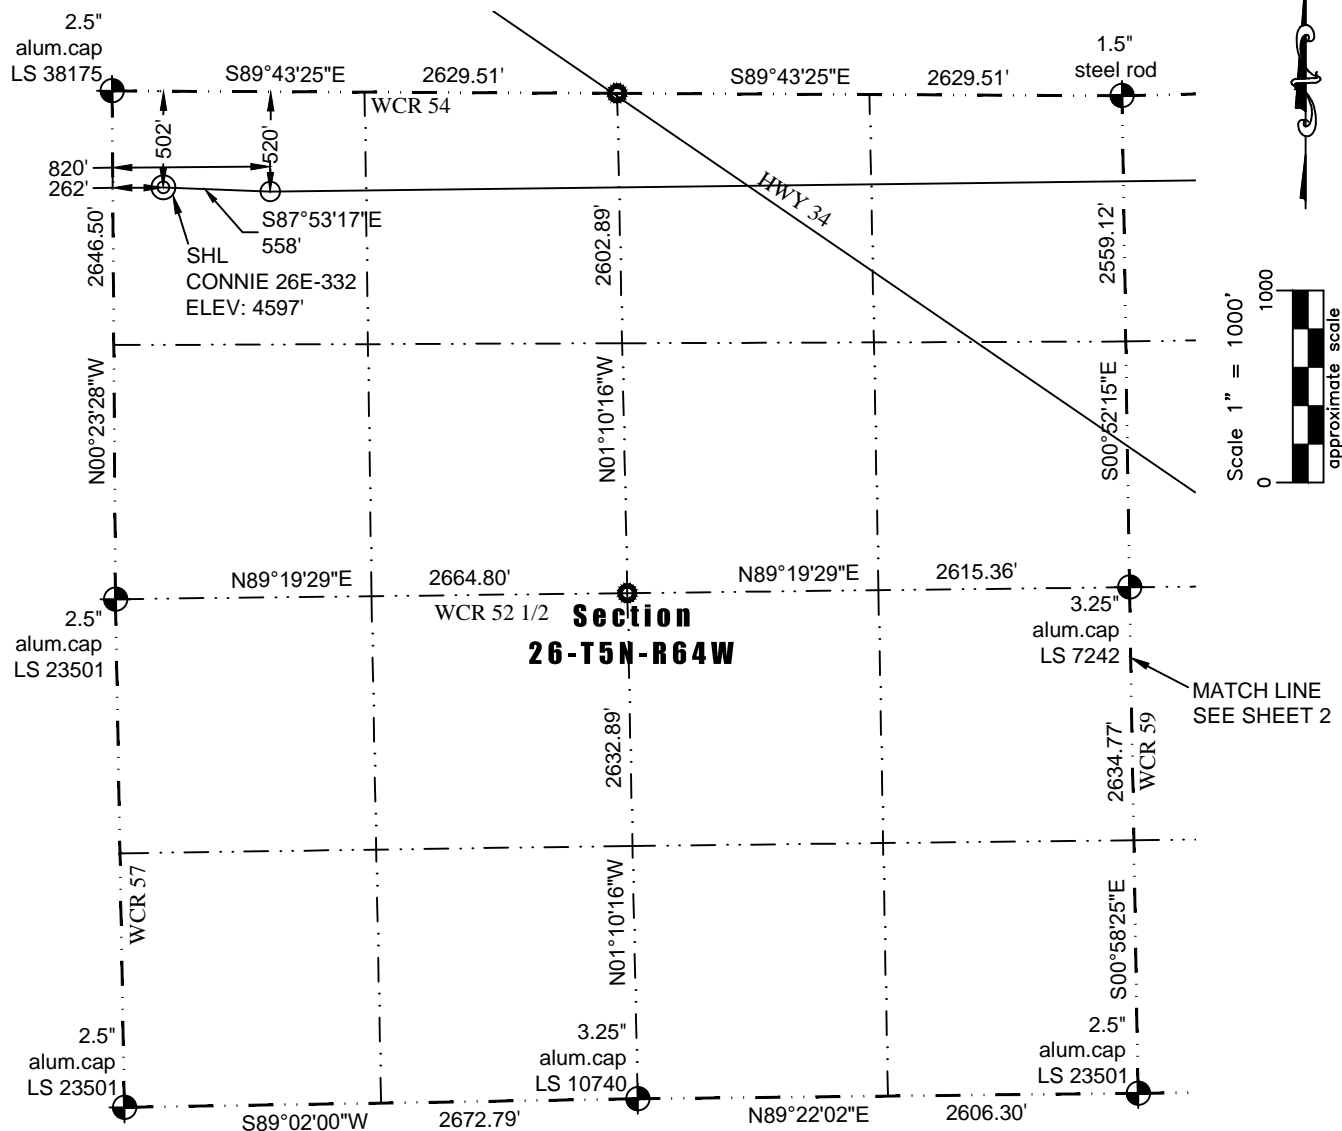 2.5"
alum.cap
LS 38175
S89°43'25"E
2629.51'
S89°43'25"E
2629.51'
1.5"
steel rod
WCR 54
502'
520'
820'
262'
S87°53'17"E
558'
SHL
CONNIE 26E-332
ELEV: 4597'
HWY 34
2646.50'
N00°23'28"W
2602.89'
N01°10'16"W
2559.12'
S00°52'15"E
Scale 1" = 1000'
0
1000
approximate scale
N89°19'29"E
2664.80'
N89°19'29"E
2615.36'
WCR 52 1/2
Section
26-T5N-R64W
2.5"
alum.cap
LS 23501
3.25"
alum.cap
LS 7242
MATCH LINE
SEE SHEET 2
2632.89'
N01°10'16"W
2634.77'
WCR 59
S00°58'25"E
WCR 57
2.5"
alum.cap
LS 23501
3.25"
alum.cap
LS 10740
2.5"
alum.cap
LS 23501
S89°02'00"W
2672.79'
N89°22'02"E
2606.30'